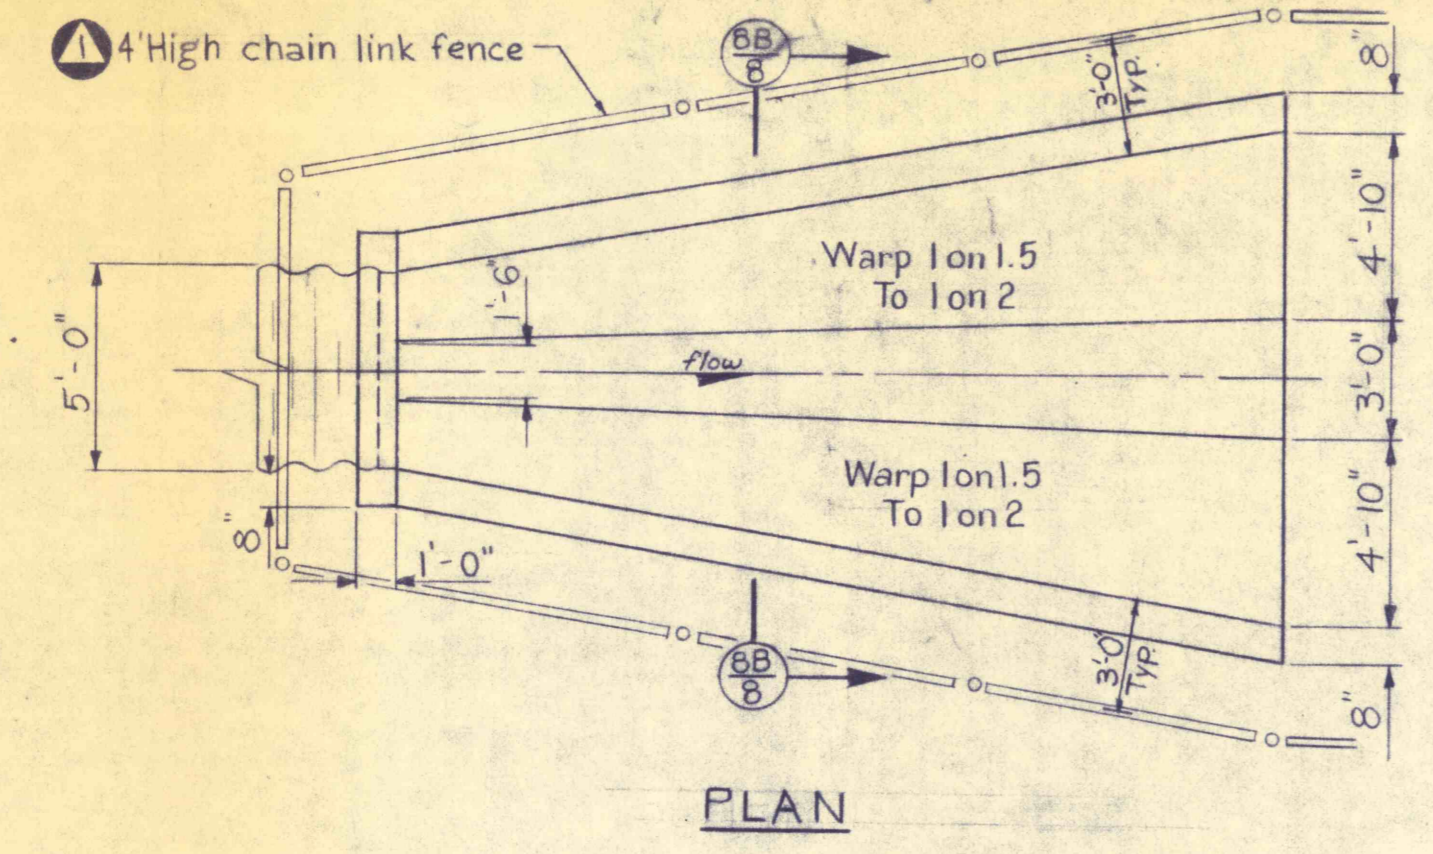 1 4'High chain link fence
8B
8
8"
3'-0"
Typ.
4'-10"
Warp 1 on 1.5
To 1 on 2
1'-6"
5'-0"
flow
3'-0"
Warp 1 on 1.5
To 1 on 2
4'-10"
8"
1'-0"
3'-0"
Typ.
8B
8
8"
PLAN